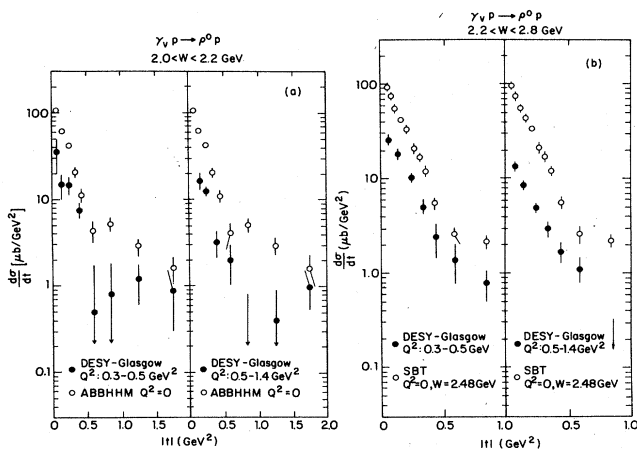 γᵥ p → ρ⁰ p
2.0 < W < 2.2 GeV
(a)
dσ/dt [μb/GeV²]
100
10
1
0.1
● DESY-Glasgow
Q²: 0.3-0.5 GeV²
○ ABBHHM Q²=0
● DESY-Glasgow
Q²: 0.5-1.4 GeV²
○ ABBHHM Q²=0
0 0.5 1.0 1.5 0 0.5 1.0 1.5 2.0
|t| (GeV²)
γᵥ p → ρ⁰ p
2.2 < W < 2.8 GeV
(b)
dσ/dt (μb/GeV²)
100
10
1.0
0.1
● DESY-Glasgow
Q²: 0.3-0.5 GeV
○ SBT
Q²=0, W=2.48 GeV
● DESY-Glasgow
Q²: 0.5-1.4 GeV²
○ SBT
Q²=0, W=2.48 GeV
0 0.5 1.0 0.5 1.0
|t| (GeV²)